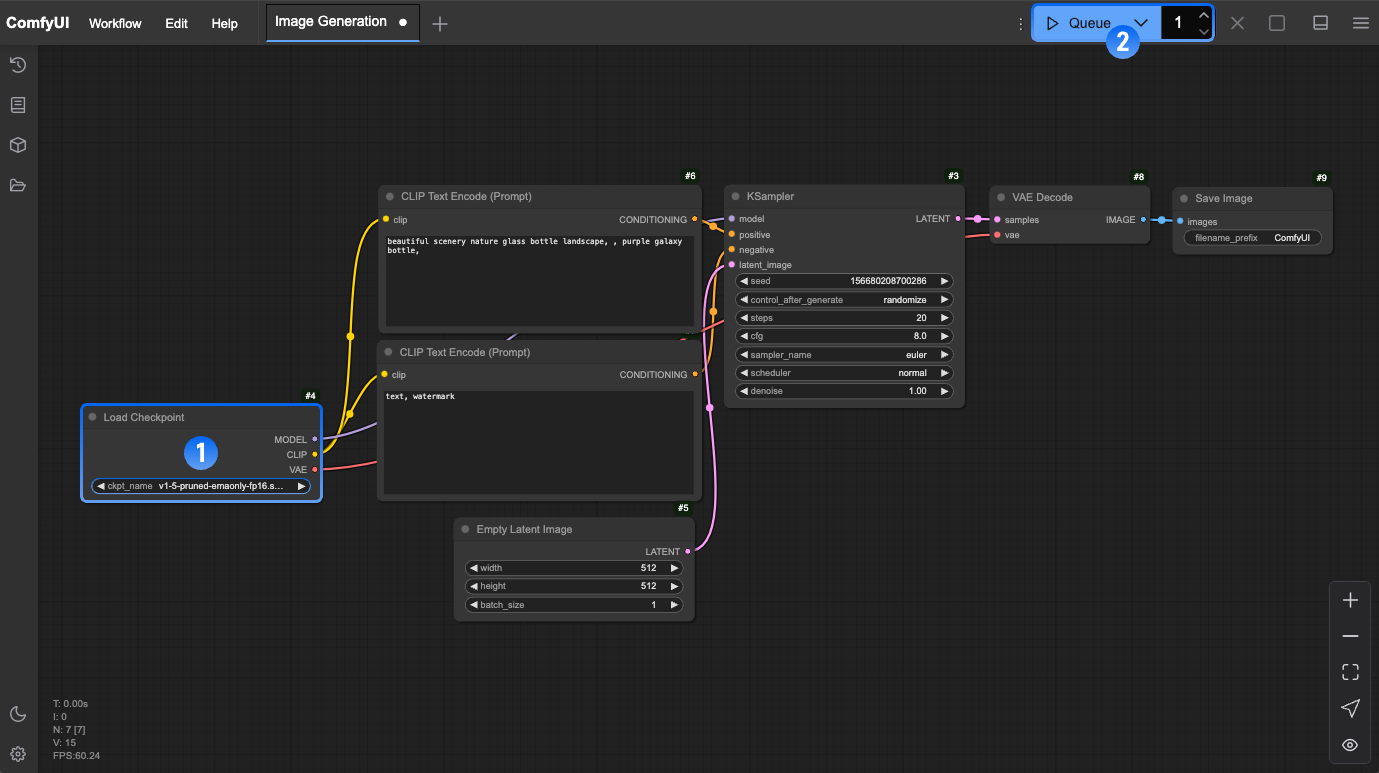 ComfyUI Workflow Edit Help Image Generation
Queue 1
2
#6
CLIP Text Encode (Prompt)
clip CONDITIONING
beautiful scenery nature glass bottle landscape, , purple galaxy
bottle,
CLIP Text Encode (Prompt)
clip CONDITIONING
text, watermark
#4
Load Checkpoint
MODEL
1
CLIP
VAE
ckpt_name v1-5-pruned-emaonly-fp16.s...
#5
Empty Latent Image
LATENT
width 512
height 512
batch_size 1
#3
KSampler
model LATENT
positive
negative
latent_image
seed 156680208700286
control_after_generate randomize
steps 20
cfg 8.0
sampler_name euler
scheduler normal
denoise 1.00
#8
VAE Decode
samples IMAGE
vae
#9
Save Image
images
filename_prefix ComfyUI
T: 0.00s
I: 0
N: 7 [7]
V: 15
FPS:60.24